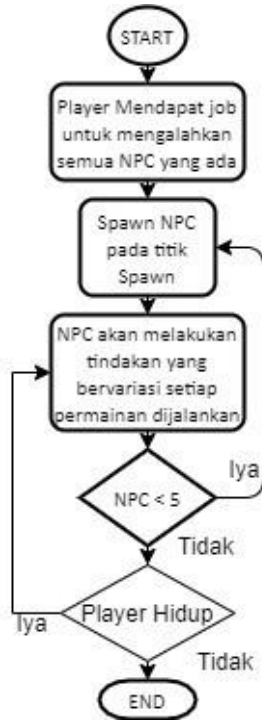 START
Player Mendapat job
untuk mengalahkan
semua NPC yang ada
Spawn NPC
pada titik
Spawn
NPC akan melakukan
tindakan yang
bervariasi setiap
permainan dijalankan
Iya
NPC < 5
Tidak
Player Hidup
Iya
Tidak
END